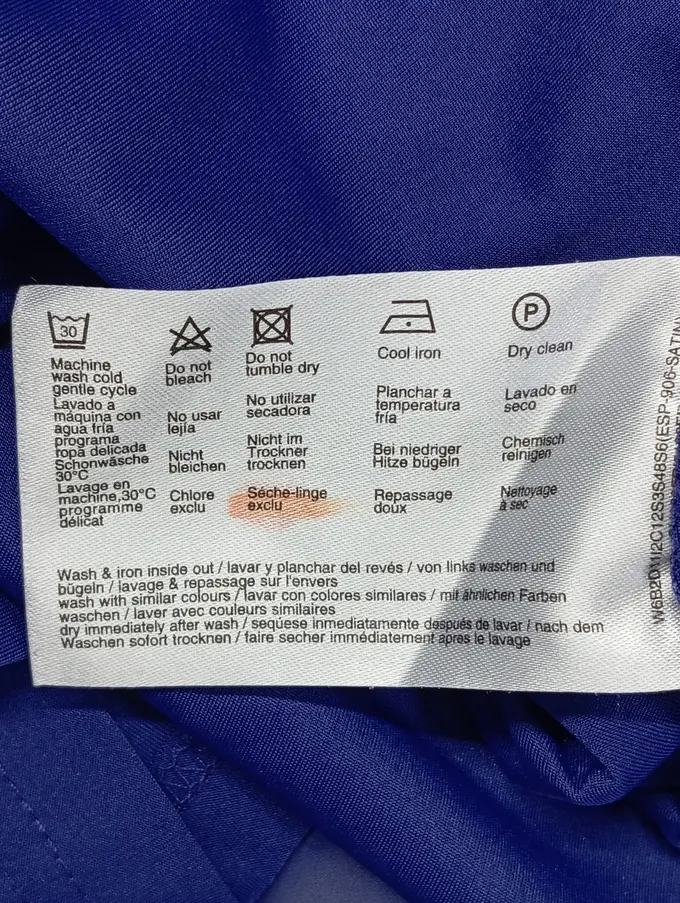 30
Machine
wash cold
gentle cycle
Lavado a
máquina con
agua fría
programa
ropa delicada
Schonwäsche
30°C
Lavage en
machine,30°C
programme
délicat
Do not
bleach
No usar
lejía
Nicht
bleichen
Chlore
exclu
Do not
tumble dry
No utilizar
secadora
Nicht im
Trockner
trocknen
Séche-linge
exclu
Cool iron
Planchar a
temperatura
fría
Bei niedriger
Hitze bügeln
Repassage
doux
P
Dry clean
Lavado en
seco
Chemisch
reinigen
Nettoyage
à sec
Wash & iron inside out / lavar y planchar del revés / von links waschen und
bügeln / lavage & repassage sur l'envers
wash with similar colours / lavar con colores similares / mit ähnlichen Farben
waschen / laver avec couleurs similaires
dry immediately after wash / seqúese inmediatamente después de lavar / nach dem
Waschen sofort trocknen / faire secher immédiatement apres le lavage